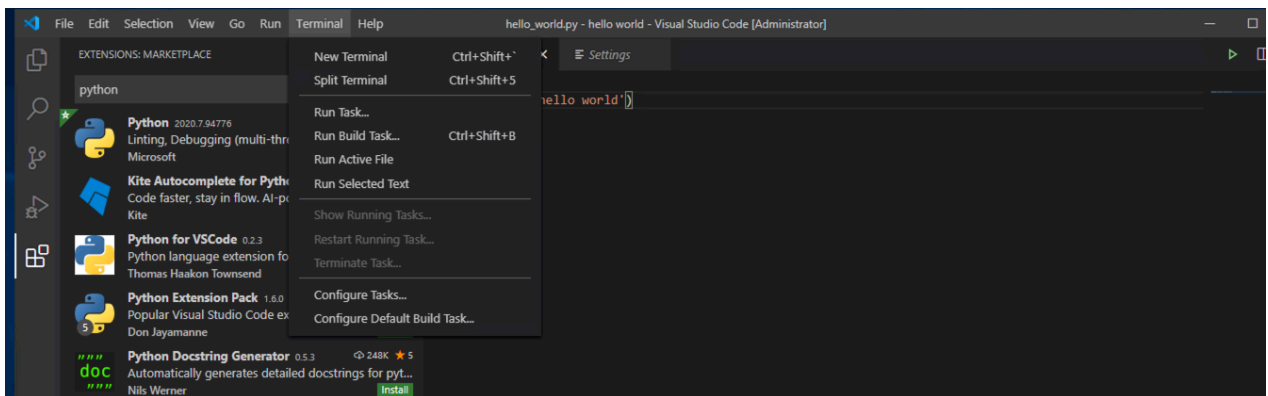 File Edit Selection View Go Run Terminal Help hello_world.py - hello world - Visual Studio Code [Administrator]
EXTENSIONS: MARKETPLACE
python
Python 2020.7.94776
Linting, Debugging (multi-thre
Microsoft
Kite Autocomplete for Pytho
Code faster, stay in flow. AI-po
Kite
Python for VSCode 0.2.3
Python language extension fo
Thomas Haakon Townsend
Python Extension Pack 1.6.0
Popular Visual Studio Code ex
5
Don Jayamanne
Python Docstring Generator 0.5.3 248K ★ 5
"""
doc
"""
Automatically generates detailed docstrings for pyt...
Nils Werner Install
New Terminal Ctrl+Shift+`
Split Terminal Ctrl+Shift+5
Run Task...
Run Build Task... Ctrl+Shift+B
Run Active File
Run Selected Text
Show Running Tasks...
Restart Running Task...
Terminate Task...
Configure Tasks...
Configure Default Build Task...
Settings
hello world')